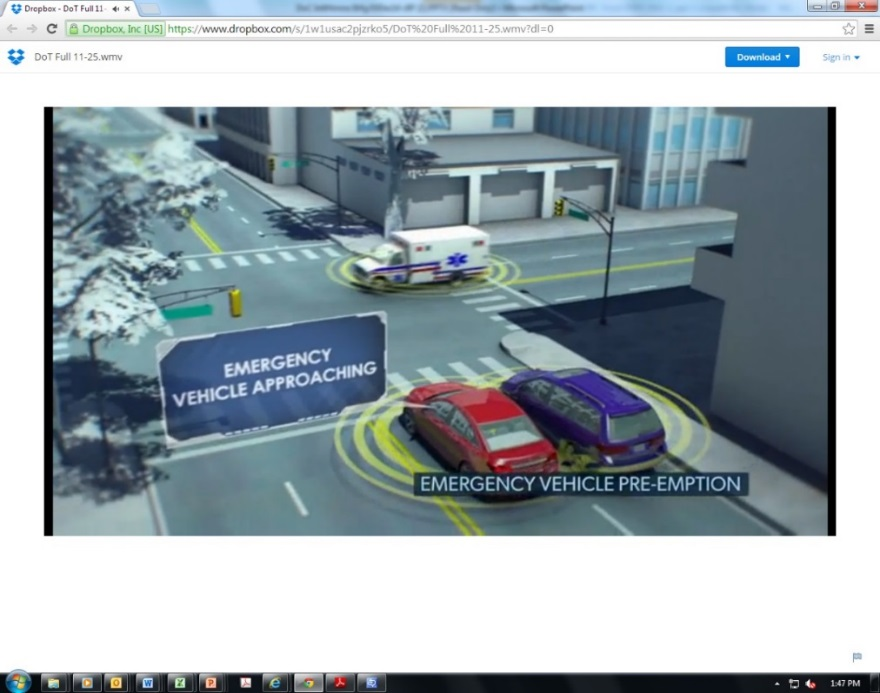 Dropbox - DoT Full 11-
Dropbox, Inc [US] https://www.dropbox.com/s/1w1usac2pjzrko5/DoT%20Full%2011-25.wmv?dl=0
DoT Full 11-25.wmv
Download
Sign in
EMERGENCY
VEHICLE APPROACHING
EMERGENCY VEHICLE PRE-EMPTION
1:47 PM